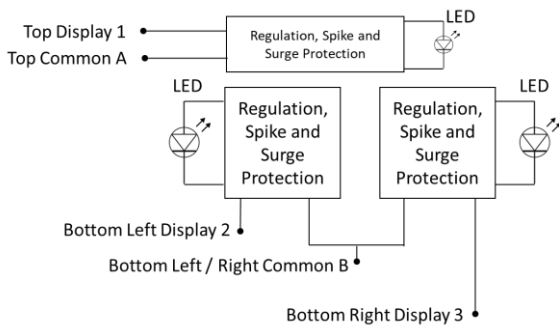 LED
Top Display 1
Regulation, Spike and
Surge Protection
Top Common A
LED
LED
Regulation,
Spike and
Surge
Protection
Regulation,
Spike and
Surge
Protection
Bottom Left Display 2
Bottom Left / Right Common B
Bottom Right Display 3